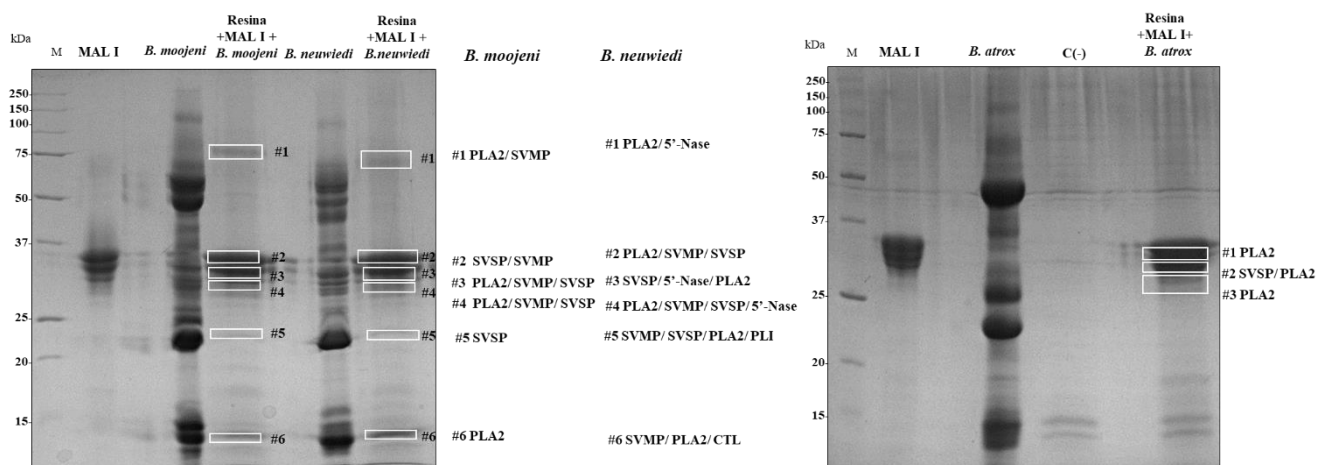 Resina
+MAL I +
kDa M MAL I B. moojeni B. moojeni B. neuwiedi B.neuwiedi
Resina
+MAL I +
B. moojeni B. neuwiedi
250
150
100
75
50
37
25
20
15
#1 #1
#2 #2
#3 #3
#4 #4
#5 #5
#6 #6
#1 PLA2/SVMP #1 PLA2/5’-Nase
#2 SVSP/SVMP #2 PLA2/SVMP/SVSP
#3 PLA2/SVMP/SVSP #3 SVSP/5’-Nase/PLA2
#4 PLA2/SVMP/SVSP #4 PLA2/SVMP/SVSP/5’-Nase
#5 SVSP #5 SVMP/SVSP/PLA2/PLI
#6 PLA2 #6 SVMP/PLA2/CTL
Resina
+MAL I+
kDa M MAL I B. atrox C(-) B. atrox
250
150
100
75
50
37
25
20
15
#1 PLA2
#2 SVSP/PLA2
#3 PLA2